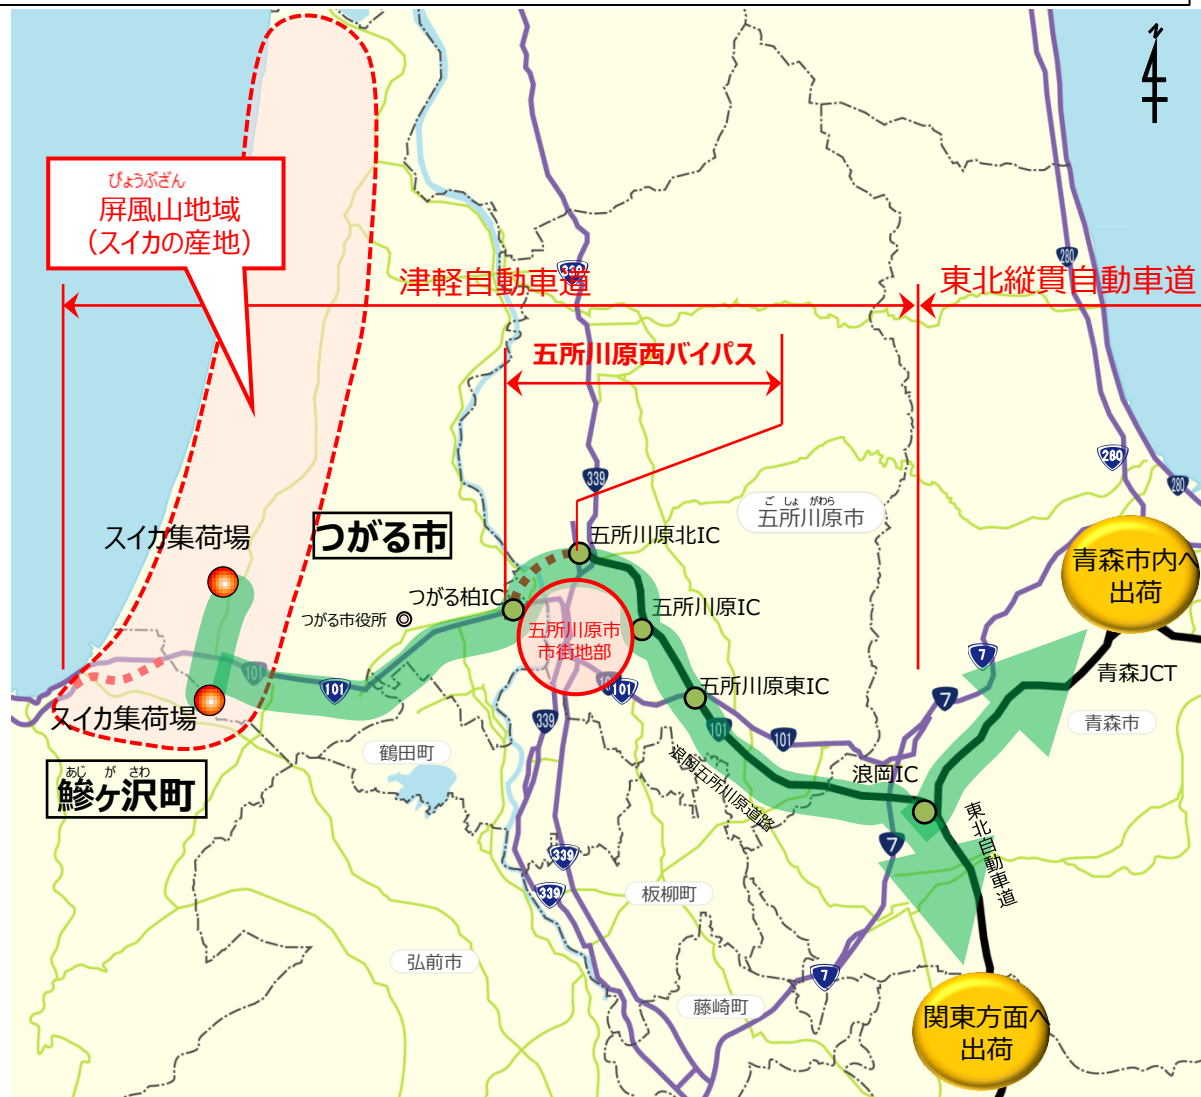 びょうぶざん
屏風山地域
（スイカの産地）
339
津軽自動車道
280
東北縦貫自動車道
五所川原西バイパス
280
339
280
ご しょ がわら
五所川原市
スイカ集荷場
つがる市
五所川原北IC
青森市内へ
出荷
つがる柏IC
つがる市役所
五所川原IC
五所川原市
市街地部
7
101
101
101
101
五所川原東IC
青森JCT
7
スイカ集荷場
339
101
101
青森市
鶴田町
浪岡五所川原道路
浪岡IC
あじ が さわ
鰺ヶ沢町
7
東北自動車道
339
339
板柳町
弘前市
7
藤崎町
関東方面へ
出荷